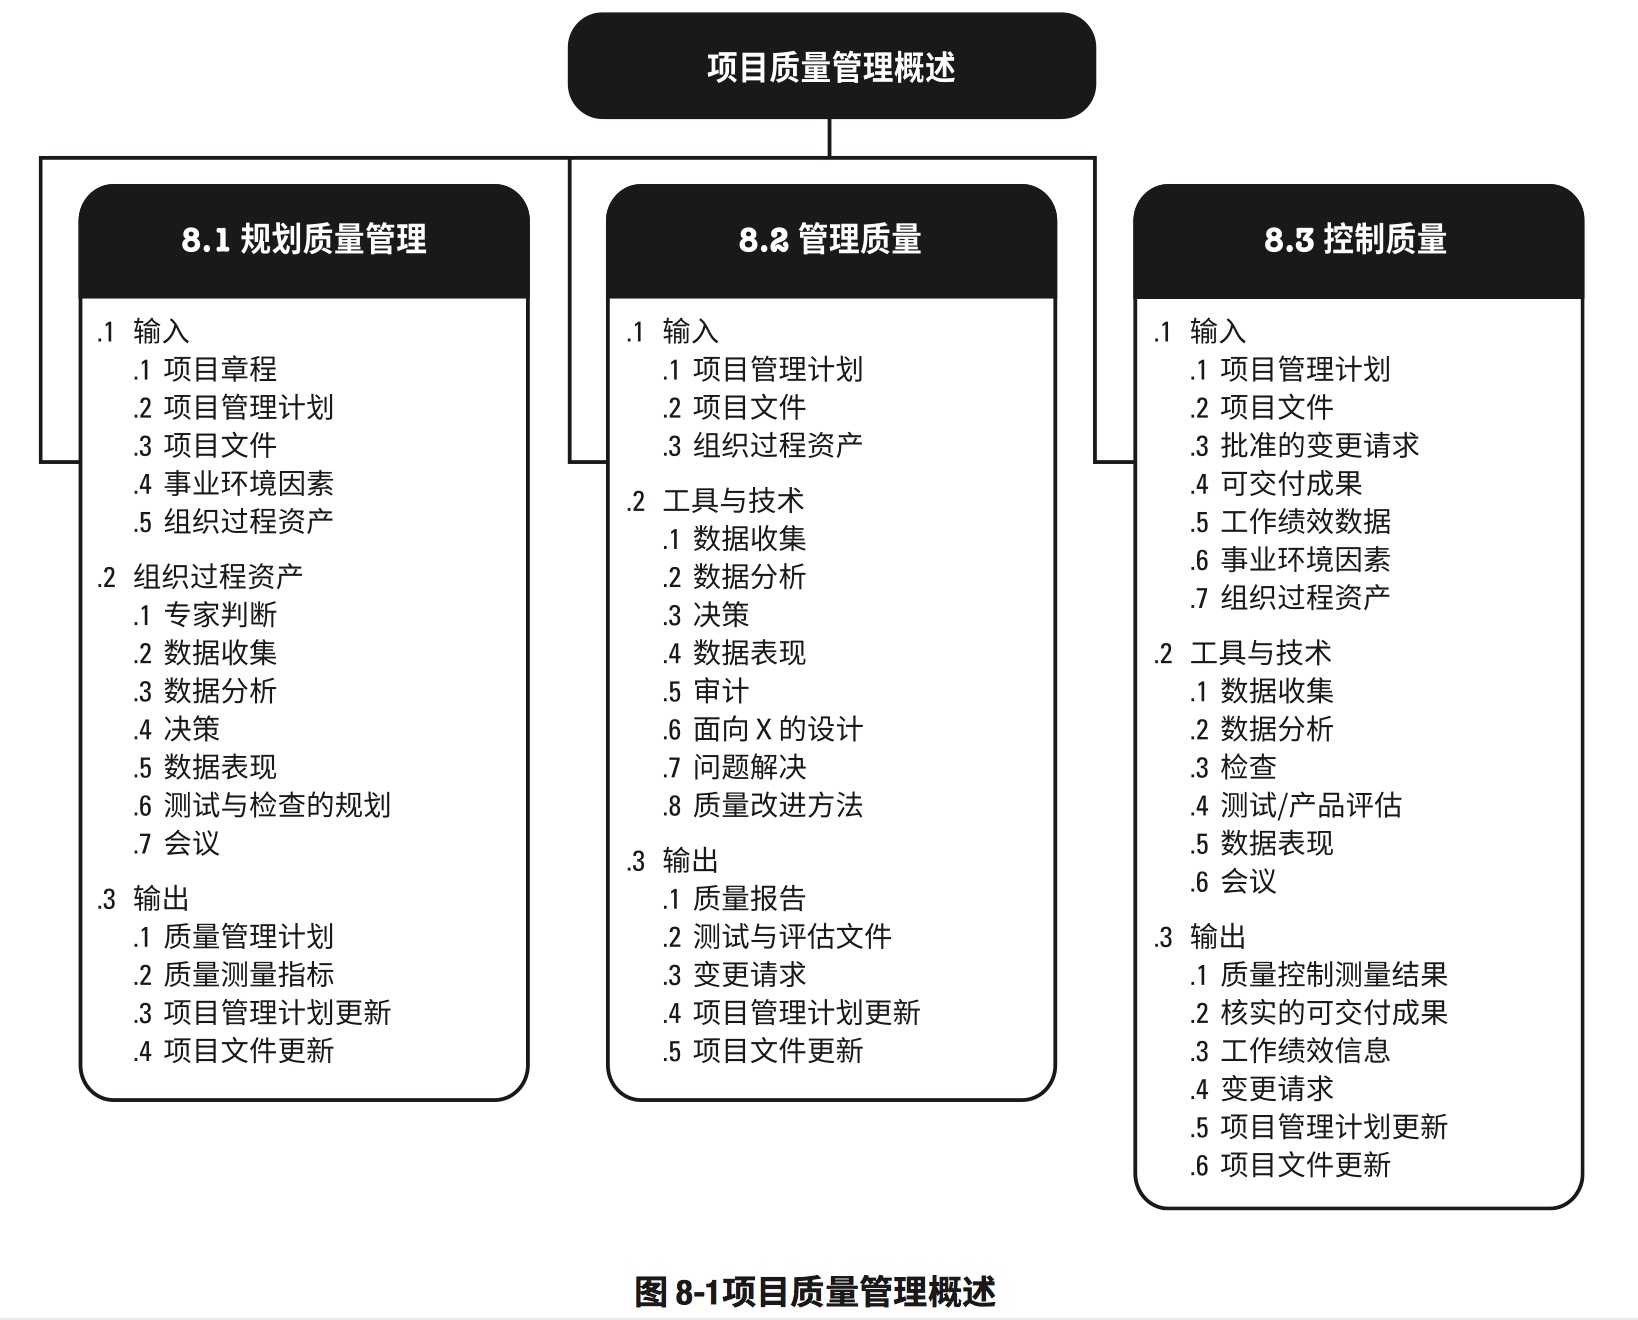 项目质量管理概述
8.1 规划质量管理
.1 输入
.1 项目章程
.2 项目管理计划
.3 项目文件
.4 事业环境因素
.5 组织过程资产
.2 组织过程资产
.1 专家判断
.2 数据收集
.3 数据分析
.4 决策
.5 数据表现
.6 测试与检查的规划
.7 会议
.3 输出
.1 质量管理计划
.2 质量测量指标
.3 项目管理计划更新
.4 项目文件更新
8.2 管理质量
.1 输入
.1 项目管理计划
.2 项目文件
.3 组织过程资产
.2 工具与技术
.1 数据收集
.2 数据分析
.3 决策
.4 数据表现
.5 审计
.6 面向 X 的设计
.7 问题解决
.8 质量改进方法
.3 输出
.1 质量报告
.2 测试与评估文件
.3 变更请求
.4 项目管理计划更新
.5 项目文件更新
8.3 控制质量
.1 输入
.1 项目管理计划
.2 项目文件
.3 批准的变更请求
.4 可交付成果
.5 工作绩效数据
.6 事业环境因素
.7 组织过程资产
.2 工具与技术
.1 数据收集
.2 数据分析
.3 检查
.4 测试/产品评估
.5 数据表现
.6 会议
.3 输出
.1 质量控制测量结果
.2 核实的可交付成果
.3 工作绩效信息
.4 变更请求
.5 项目管理计划更新
.6 项目文件更新
图 8-1项目质量管理概述